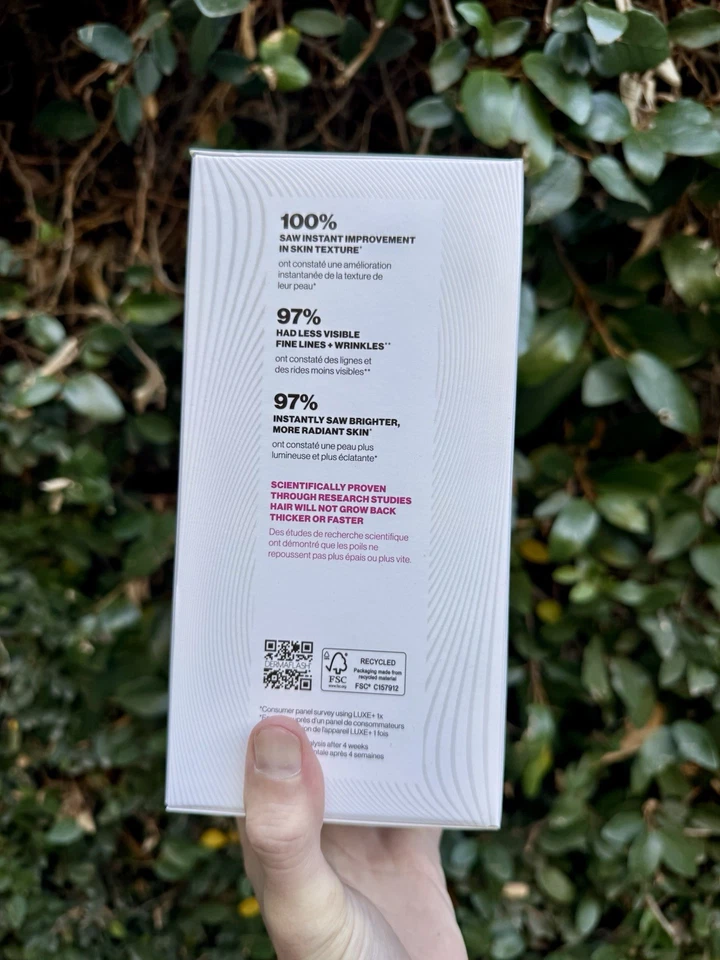 100%
SAW INSTANT IMPROVEMENT
IN SKIN TEXTURE*
ont constaté une amélioration
instantanée de la texture de
leur peau*
97%
HAD LESS VISIBLE
FINE LINES + WRINKLES**
ont constaté des lignes et
des rides moins visibles**
97%
INSTANTLY SAW BRIGHTER,
MORE RADIANT SKIN*
ont constaté une peau plus
lumineuse et plus éclatante*
SCIENTIFICALLY PROVEN
THROUGH RESEARCH STUDIES
HAIR WILL NOT GROW BACK
THICKER OR FASTER
Des études de recherche scientifique
ont démontré que les poils ne
repoussent pas plus épais ou plus vite.
DERMAFLASH
FSC
RECYCLED
Packaging made from
recycled material
FSC® C157912
*Consumer panel survey using LUXE+ 1x
d'un panel de consommateurs
de l'appareil LUXE+ 1 fois
after 4 weeks
après 4 semaines